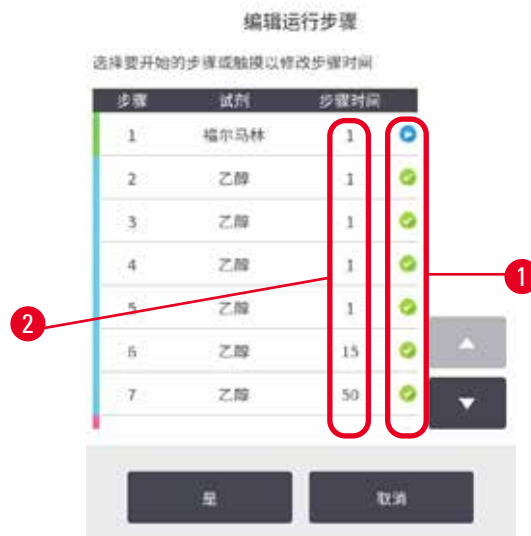 编辑运行步骤
选择要开始的步骤或触摸以修改步骤时间
步骤 试剂 步骤时间
1 福尔马林 1
2 乙醇 1
3 乙醇 1
4 乙醇 1
5 乙醇 1
6 乙醇 15
7 乙醇 50
1
2
是 取消